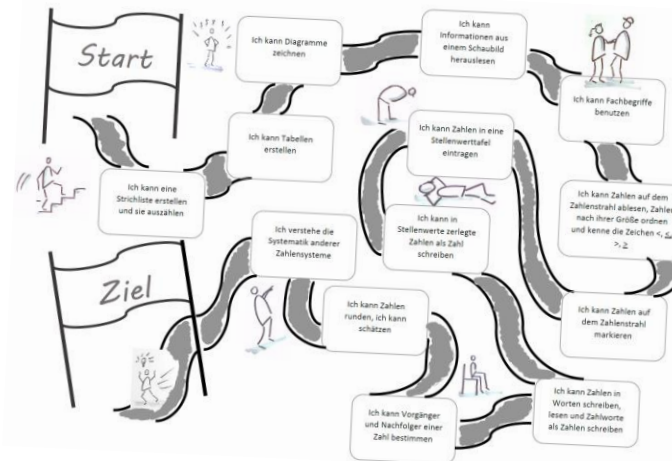 Start
Ich kann eine
Strichliste erstellen
und sie auszählen
Ich kann Tabellen
erstellen
Ich kann Diagramme
zeichnen
Ich kann
Informationen aus
einem Schaubild
herauslesen
Ich kann Fachbegriffe
benutzen
Ich kann Zahlen auf dem
Zahlenstrahl ablesen, Zahlen
nach ihrer Größe ordnen
und kenne die Zeichen <, ≤,
>, ≥
Ich kann Zahlen auf
dem Zahlenstrahl
markieren
Ich kann Zahlen in eine
Stellenwerttafel
eintragen
Ich kann in
Stellenwerte zerlegte
Zahlen als Zahl
schreiben
Ich kann Zahlen in
Worten schreiben,
lesen und Zahlworte
als Zahlen schreiben
Ich kann Vorgänger
und Nachfolger einer
Zahl bestimmen
Ich kann Zahlen
runden, ich kann
schätzen
Ich verstehe die
Systematik anderer
Zahlensysteme
Ziel